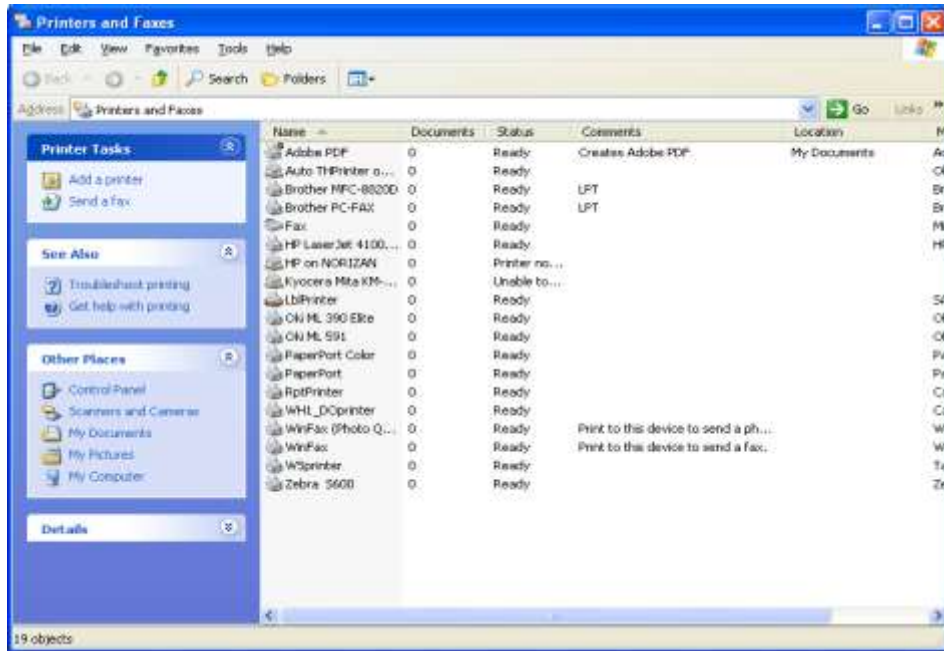 Printers and Faxes
File Edit View Favorites Tools Help
Back Search Folders
Address Printers and Faxes Go Links »
Printer Tasks
Add a printer
Send a fax
See Also
Troubleshoot printing
Get help with printing
Other Places
Control Panel
Scanners and Cameras
My Documents
My Pictures
My Computer
Details
Name Documents Status Comments Location
Adobe PDF 0 Ready Creates Adobe PDF My Documents
Auto THPrinter o... 0 Ready
Brother MFC-8820D 0 Ready LPT
Brother PC-FAX 0 Ready LPT
Fax 0 Ready
HP LaserJet 4100... 0 Ready
HP on NORIZAN 0 Printer no...
Kyocera Mita KM-... 0 Unable to...
LblPrinter 0 Ready
Oki ML 390 Elite 0 Ready
Oki ML 591 0 Ready
PaperPort Color 0 Ready
PaperPort 0 Ready
RptPrinter 0 Ready
WH1_DOprinter 0 Ready
WinFax (Photo Q... 0 Ready Print to this device to send a ph...
WinFax 0 Ready Print to this device to send a fax.
WSprinter 0 Ready
Zebra S600 0 Ready
19 objects